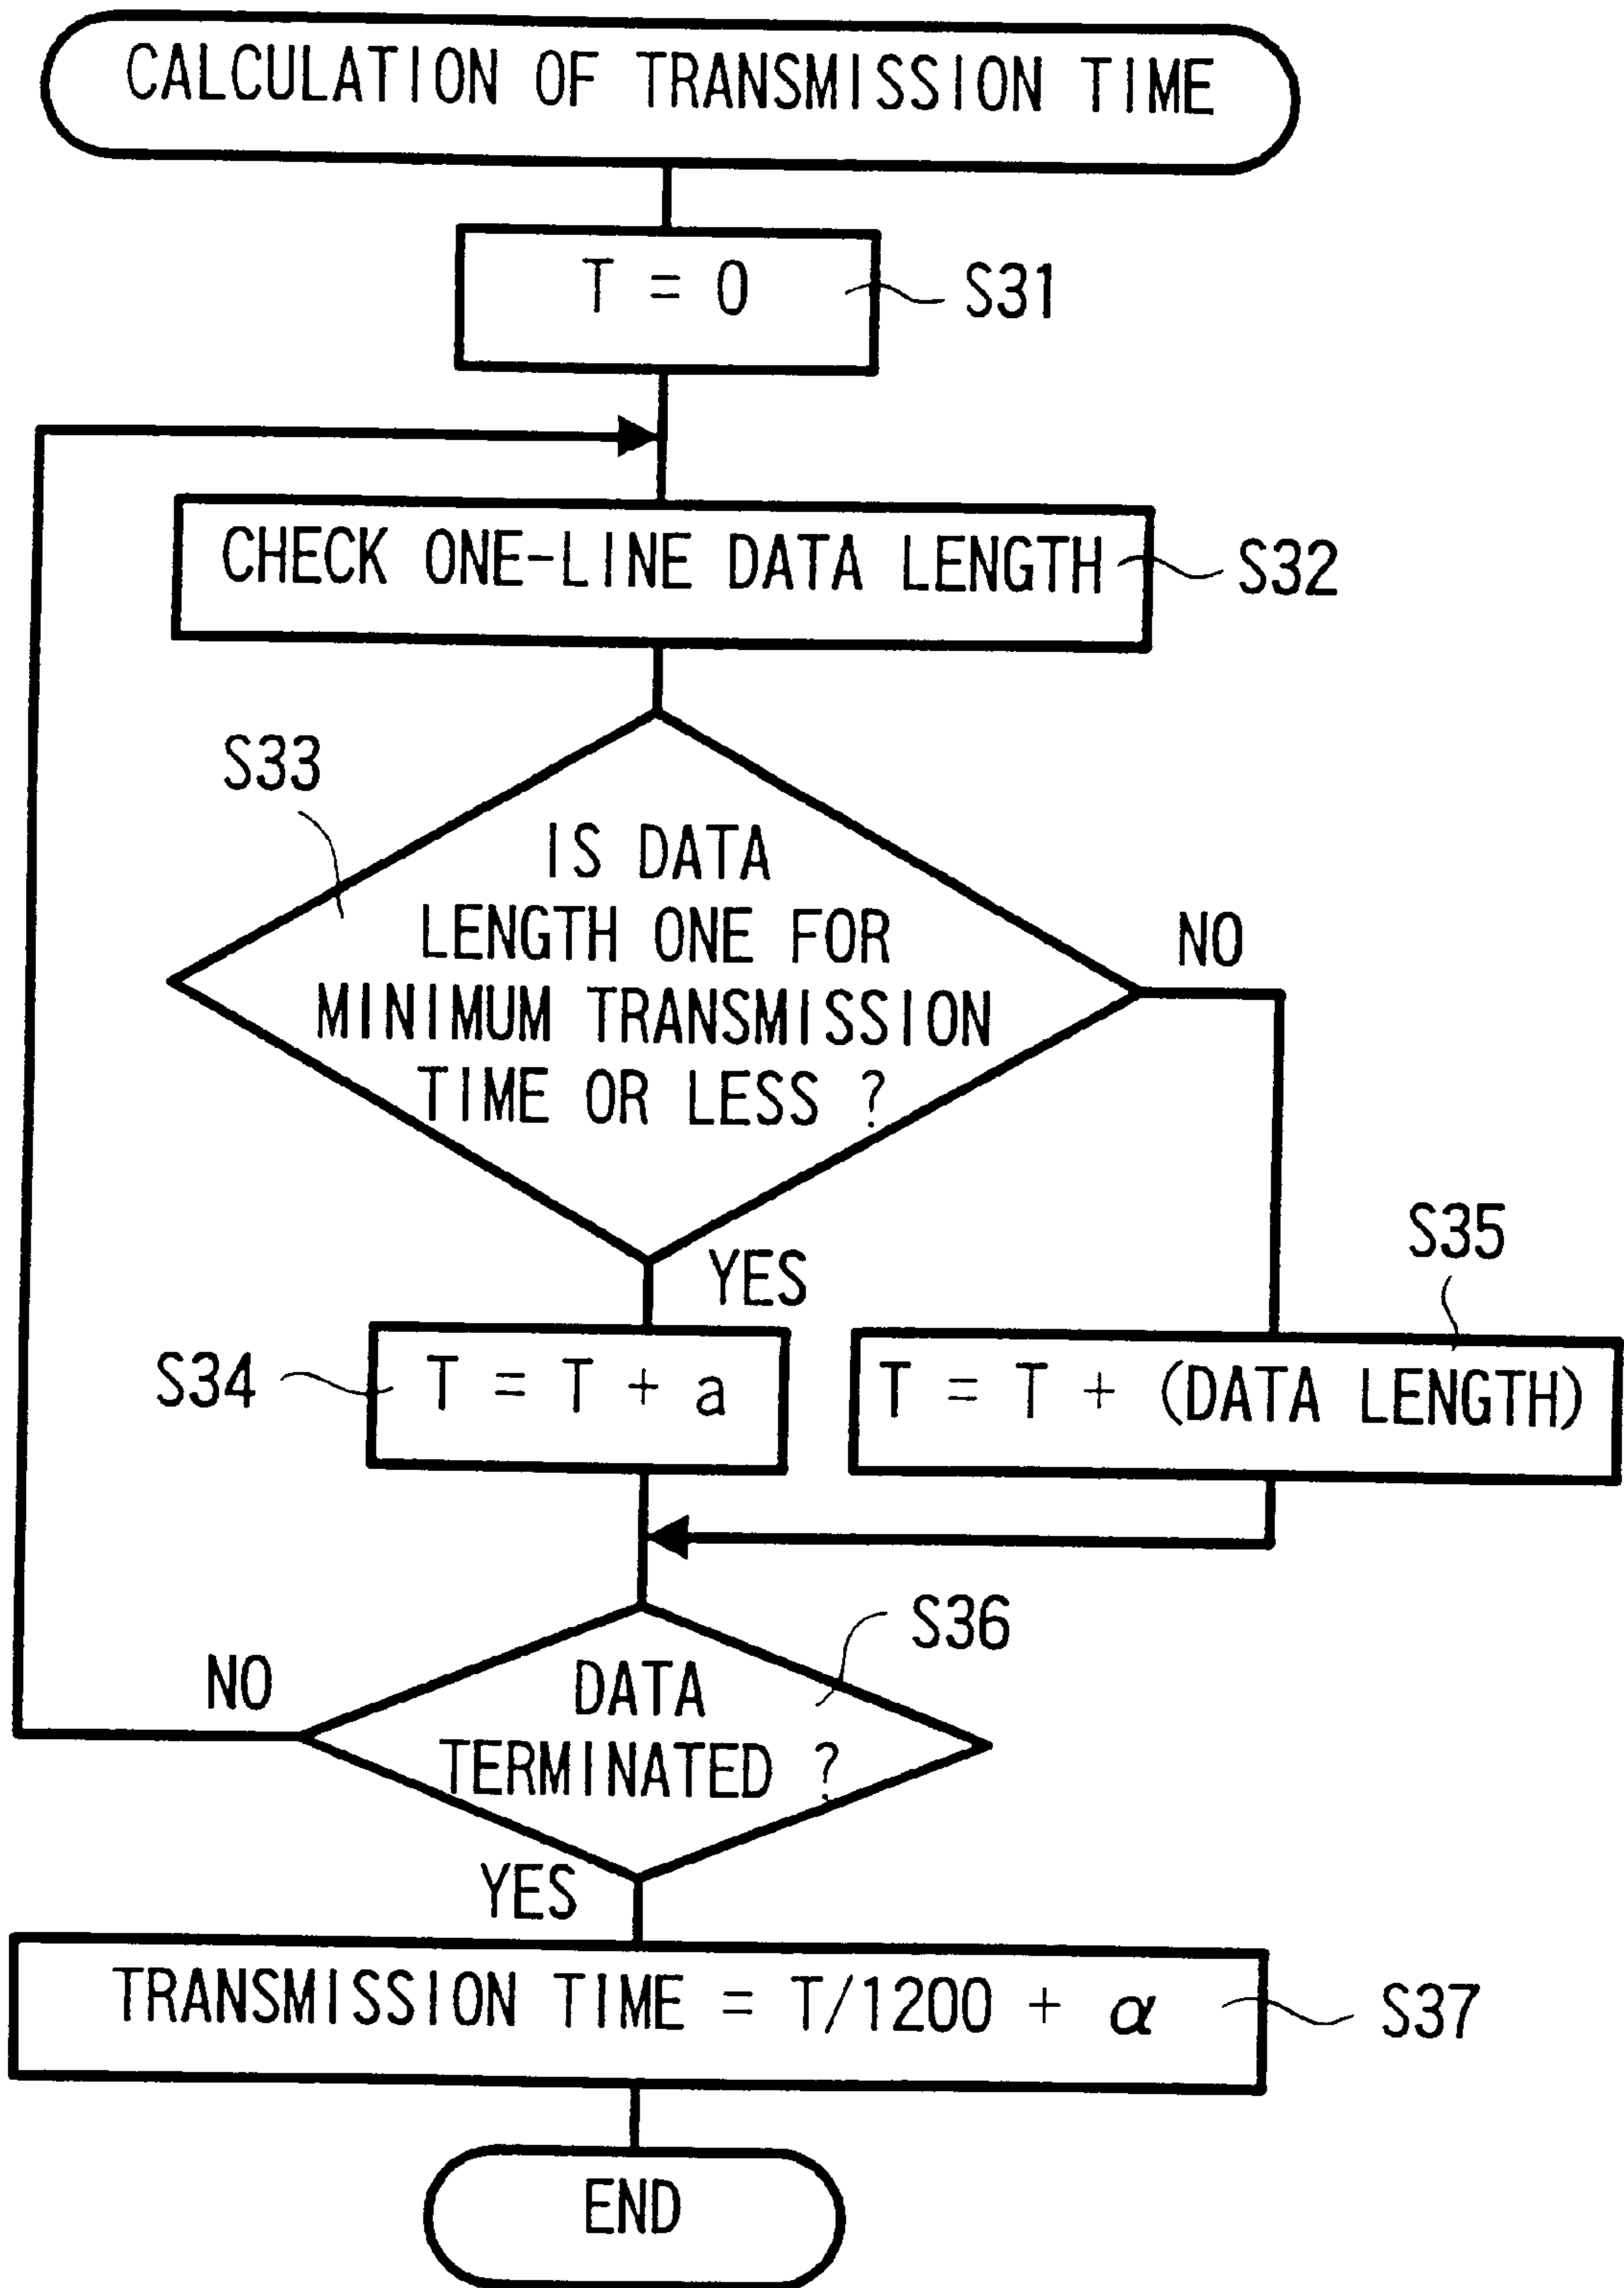 CALCULATION OF TRANSMISSION TIME
T = 0
S31
CHECK ONE-LINE DATA LENGTH
S32
S33
IS DATA
LENGTH ONE FOR
MINIMUM TRANSMISSION
TIME OR LESS ?
NO
YES
S34
T = T + a
S35
T = T + (DATA LENGTH)
S36
NO
DATA
TERMINATED ?
YES
TRANSMISSION TIME = T/1200 + α
S37
END